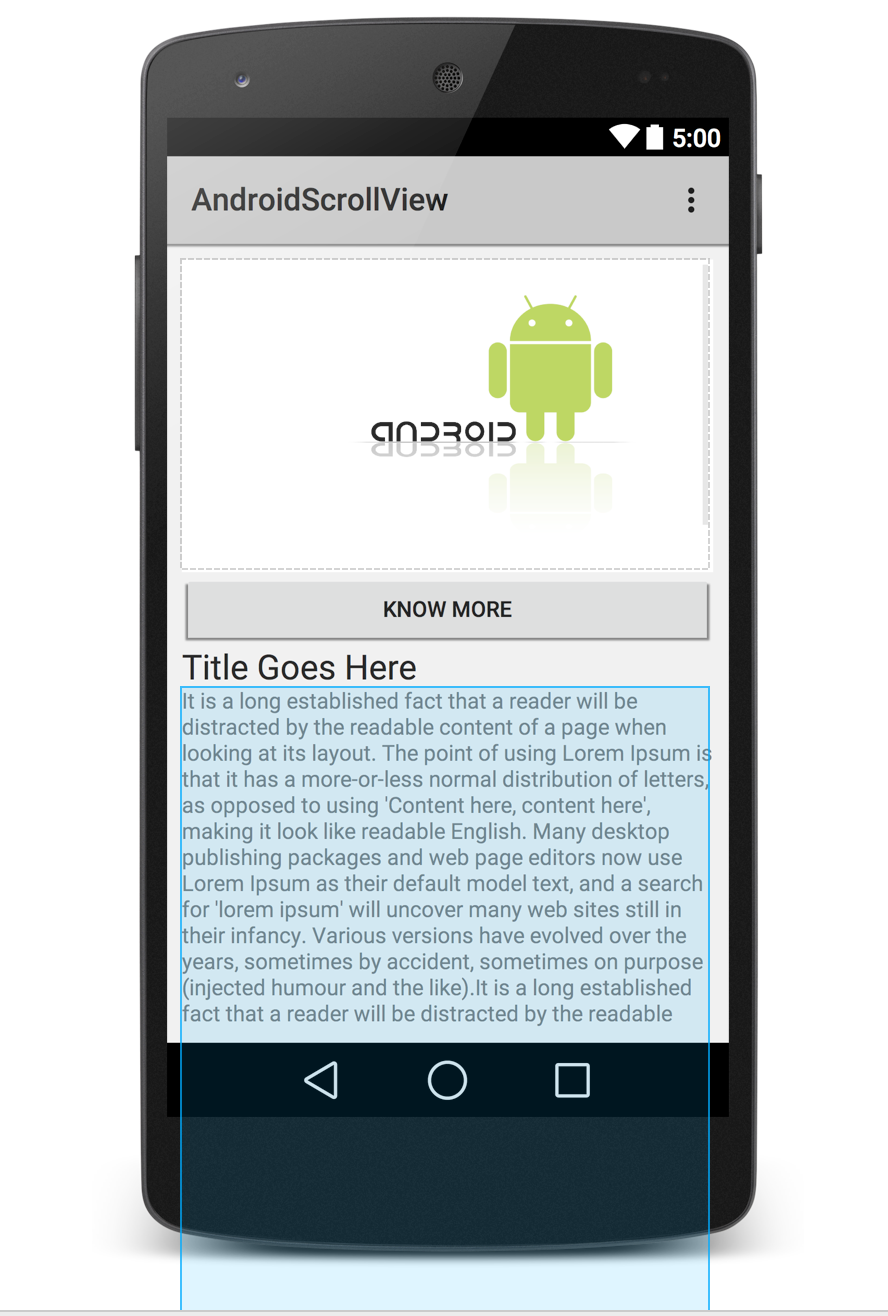 5:00
AndroidScrollView
ANDROID
KNOW MORE
Title Goes Here
It is a long established fact that a reader will be
distracted by the readable content of a page when
looking at its layout. The point of using Lorem Ipsum is
that it has a more-or-less normal distribution of letters,
as opposed to using 'Content here, content here',
making it look like readable English. Many desktop
publishing packages and web page editors now use
Lorem Ipsum as their default model text, and a search
for 'lorem ipsum' will uncover many web sites still in
their infancy. Various versions have evolved over the
years, sometimes by accident, sometimes on purpose
(injected humour and the like).It is a long established
fact that a reader will be distracted by the readable